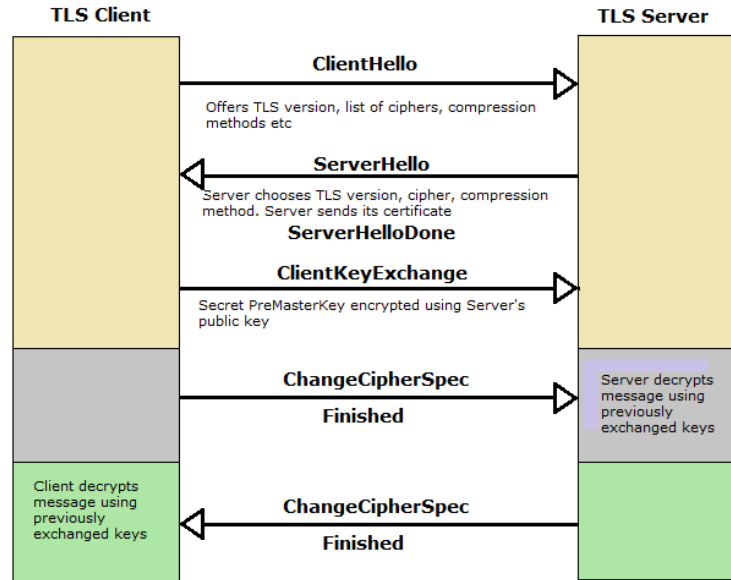 TLS Client
TLS Server
ClientHello
Offers TLS version, list of ciphers, compression
methods etc
ServerHello
Server chooses TLS version, cipher, compression
method. Server sends its certificate
ServerHelloDone
ClientKeyExchange
Secret PreMasterKey encrypted using Server's
public key
ChangeCipherSpec
Finished
Server decrypts
message using
previously
exchanged keys
Client decrypts
message using
previously
exchanged keys
ChangeCipherSpec
Finished